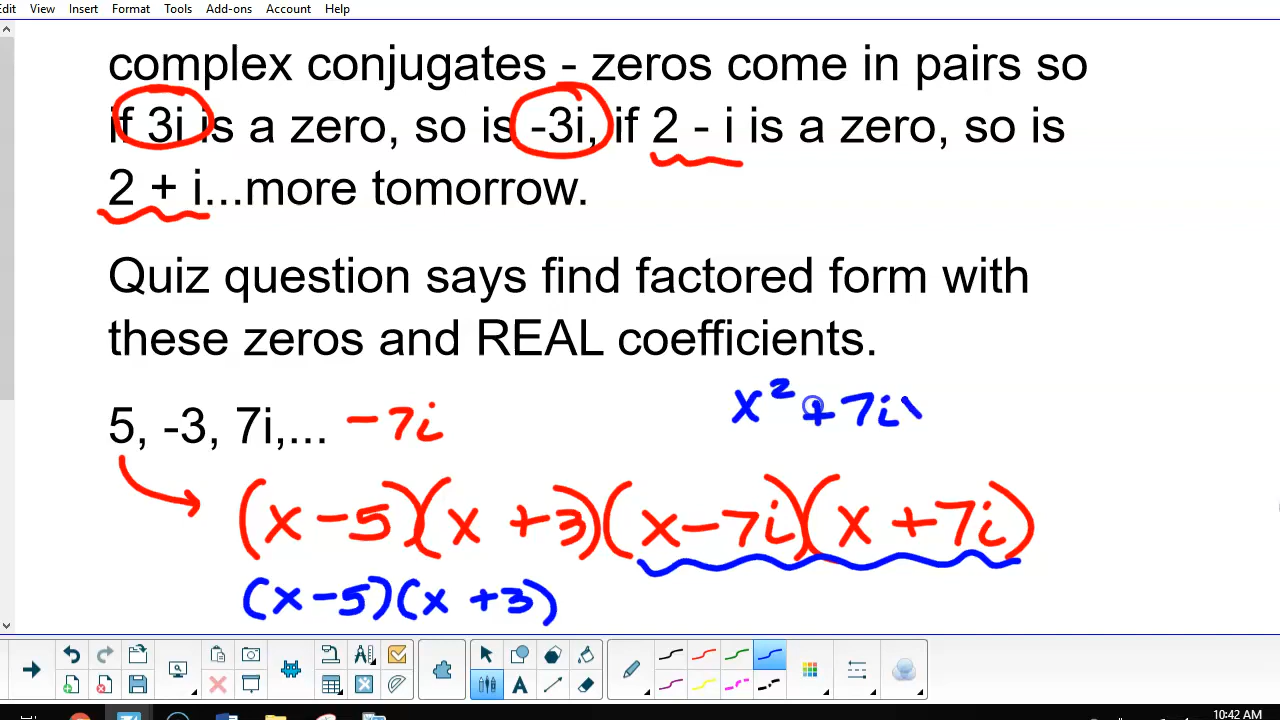 Edit View Insert Format Tools Add-ons Account Help
complex conjugates - zeros come in pairs so
if 3i is a zero, so is -3i, if 2 - i is a zero, so is
2 + i...more tomorrow.
Quiz question says find factored form with
these zeros and REAL coefficients.
x² + 7i
5, -3, 7i,... -7i
(x-5)(x+3)(x-7i)(x+7i)
(x-5)(x+3)
10:42 AM